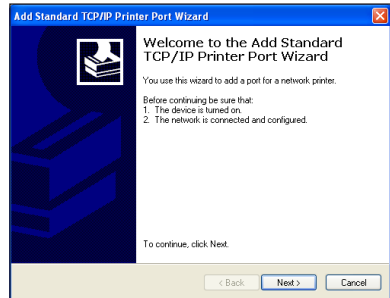 Add Standard TCP/IP Printer Port Wizard
Welcome to the Add Standard
TCP/IP Printer Port Wizard
You use this wizard to add a port for a network printer.
Before continuing be sure that:
1. The device is turned on.
2. The network is connected and configured.
To continue, click Next.
< Back
Next >
Cancel